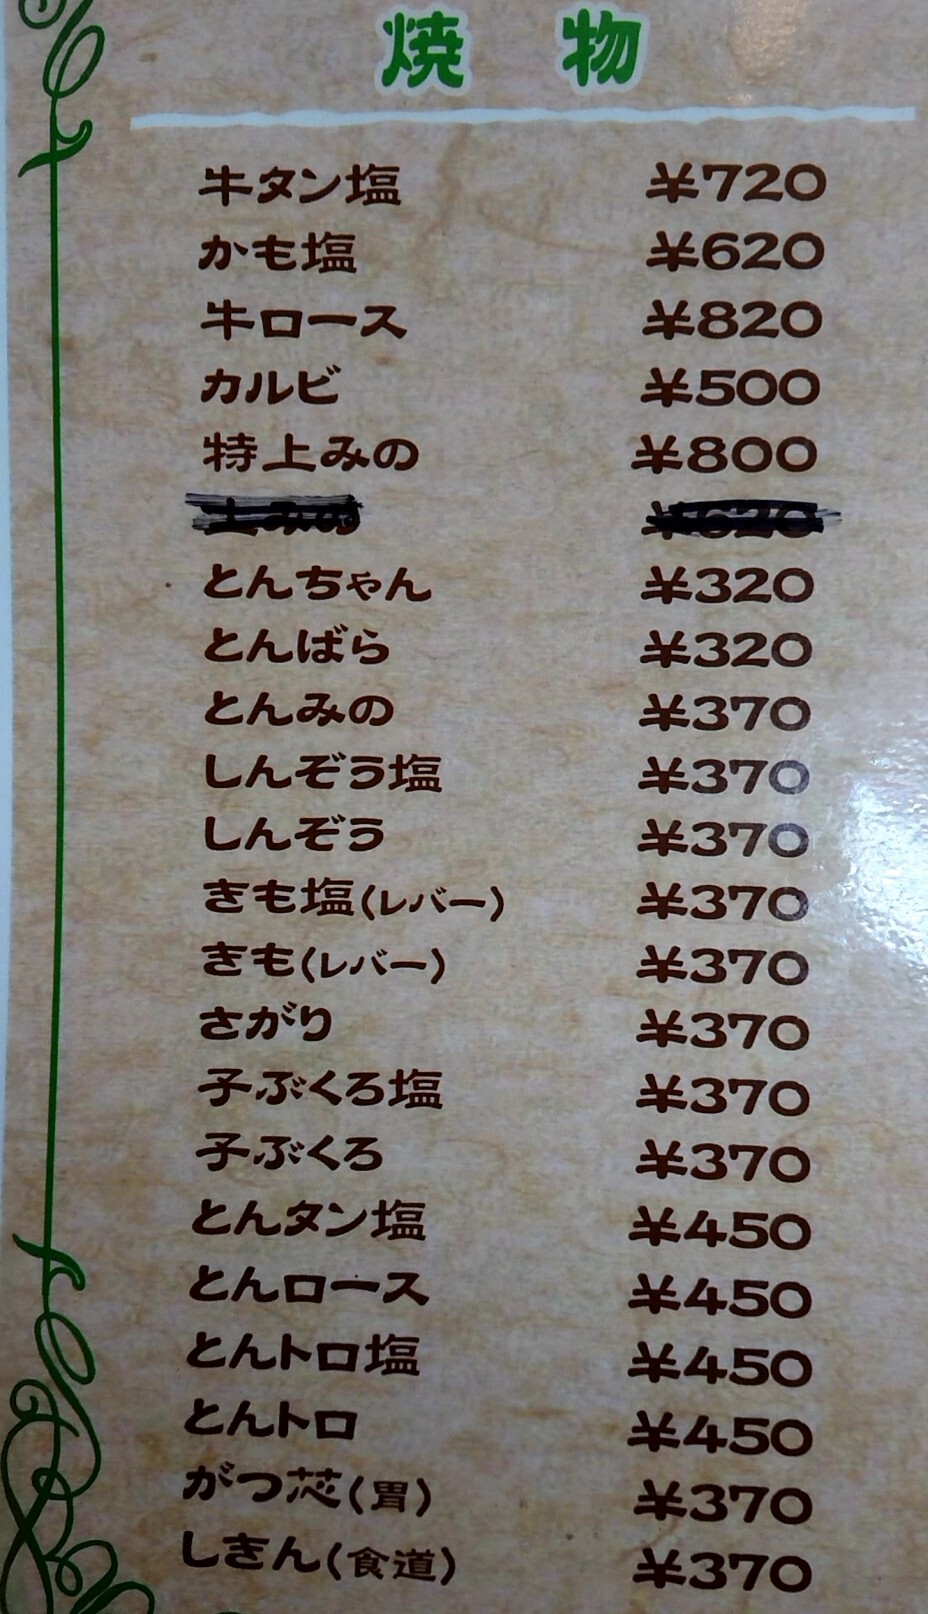 焼物
牛タン塩 ¥720
かも塩 ¥620
牛ロース ¥820
カルビ ¥500
特上みの ¥800
上みの ¥620
とんちゃん ¥320
とんばら ¥320
とんみの ¥370
しんぞう塩 ¥370
しんぞう ¥370
きも塩(レバー) ¥370
きも(レバー) ¥370
さがり ¥370
子ぶくろ塩 ¥370
子ぶくろ ¥370
とんタン塩 ¥450
とんロース ¥450
とんトロ塩 ¥450
とんトロ ¥450
がつ芯(胃) ¥370
しきん(食道) ¥370